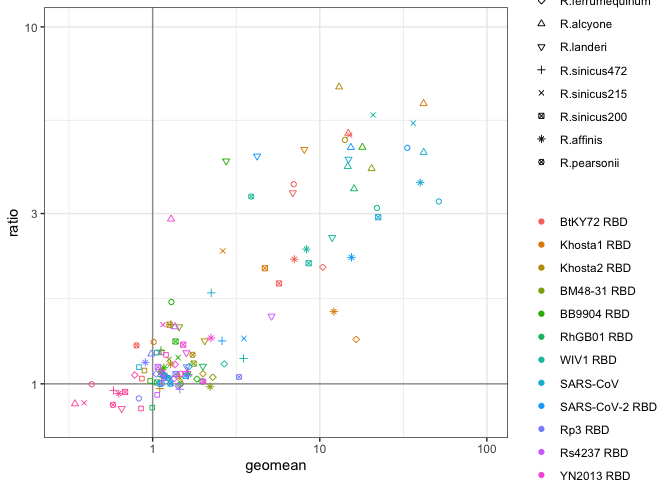 10
3
1
ratio
1
10
100
geomean
R.ferrumequinum
R.alcyone
R.landeri
R.sinicus472
R.sinicus215
R.sinicus200
R.affinis
R.pearsonii
BtKY72 RBD
Khosta1 RBD
Khosta2 RBD
BM48-31 RBD
BB9904 RBD
RhGB01 RBD
WIV1 RBD
SARS-CoV
SARS-CoV-2 RBD
Rp3 RBD
Rs4237 RBD
YN2013 RBD